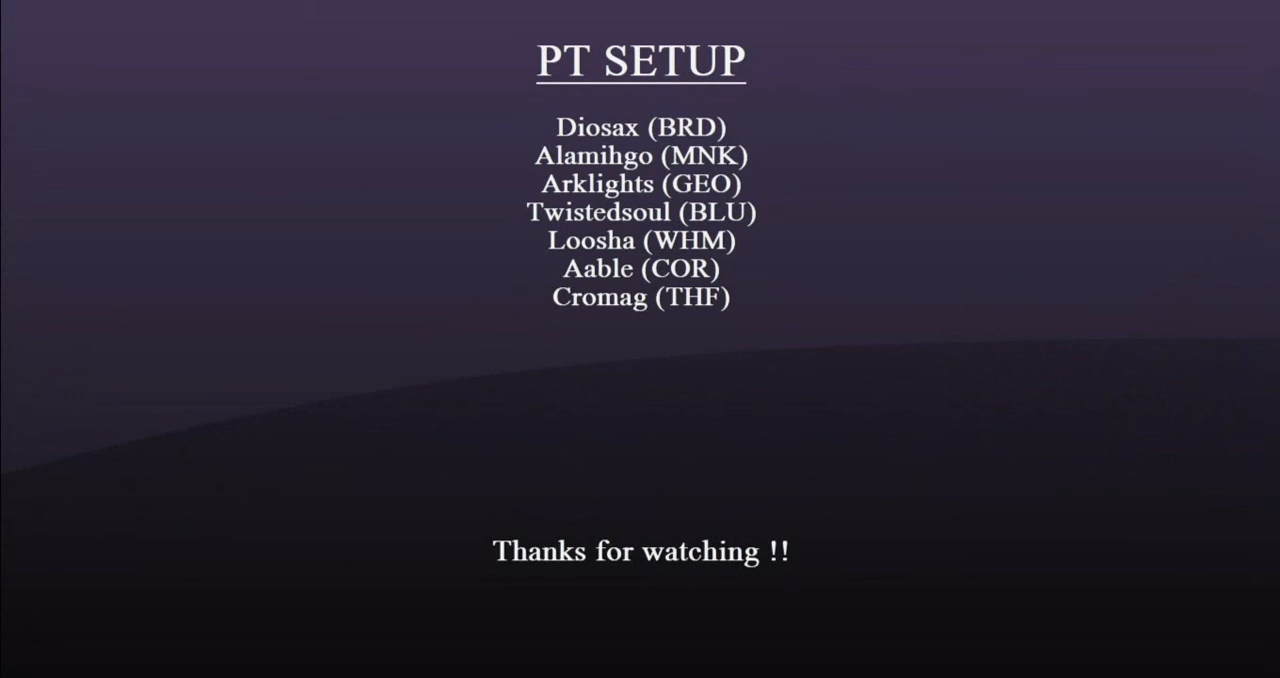 PT SETUP
Diosax (BRD)
Alamihgo (MNK)
Arklights (GEO)
Twistedsoul (BLU)
Loosha (WHM)
Aable (COR)
Cromag (THF)
Thanks for watching !!